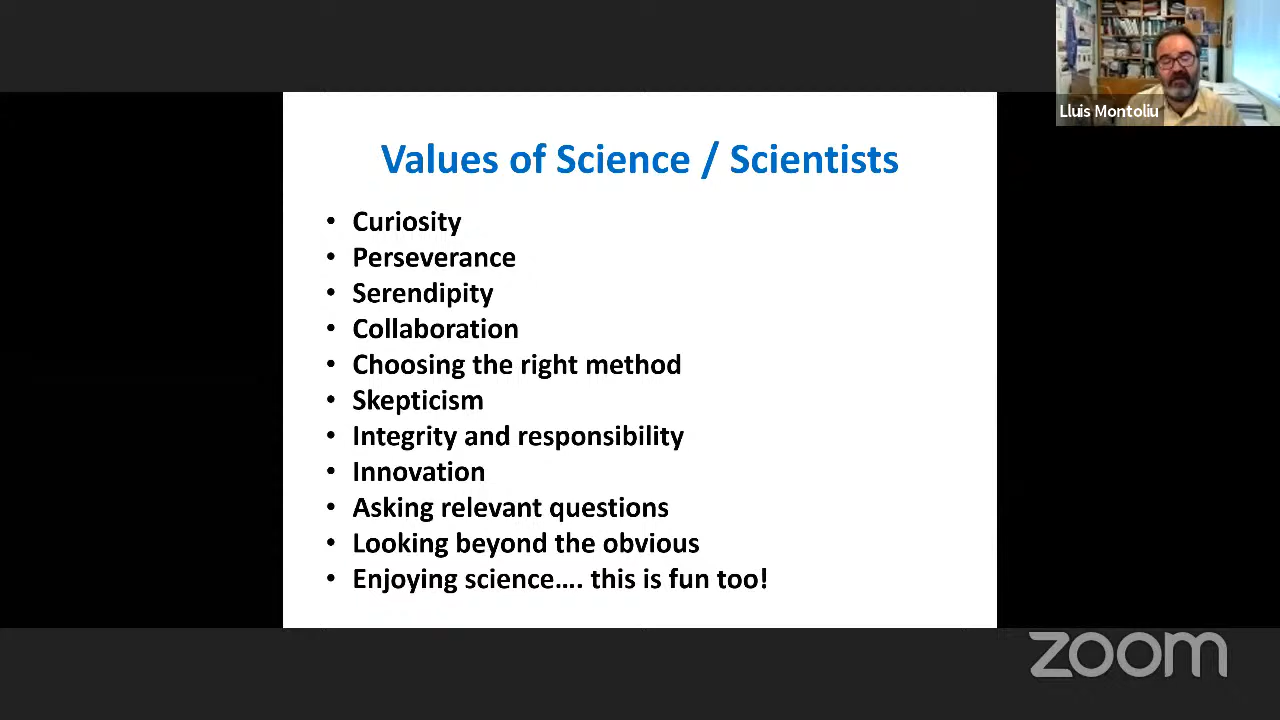 Lluis Montoliu
Values of Science / Scientists
• Curiosity
• Perseverance
• Serendipity
• Collaboration
• Choosing the right method
• Skepticism
• Integrity and responsibility
• Innovation
• Asking relevant questions
• Looking beyond the obvious
• Enjoying science.... this is fun too!
zoom